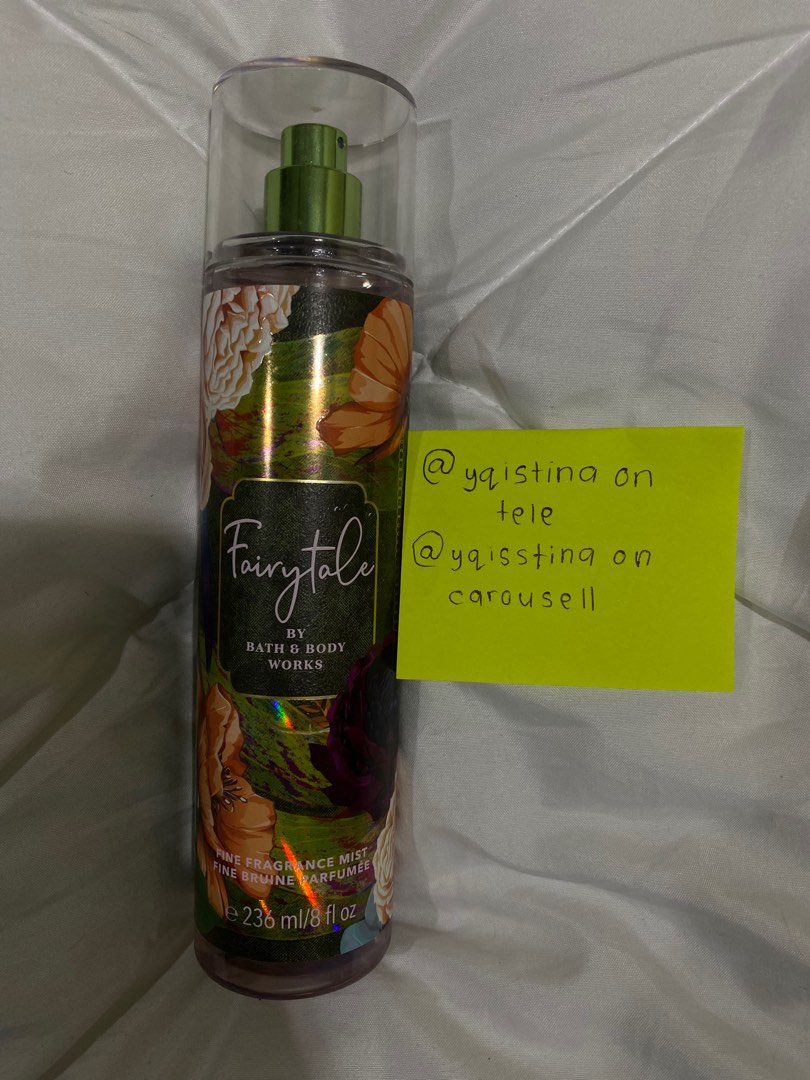 Fairytale
BY
BATH & BODY
WORKS
FINE FRAGRANCE MIST
FINE BRUINE PARFUMÉE
e 236 ml/8 fl oz
@yqistina on
tele
@yqisstina on
carousell